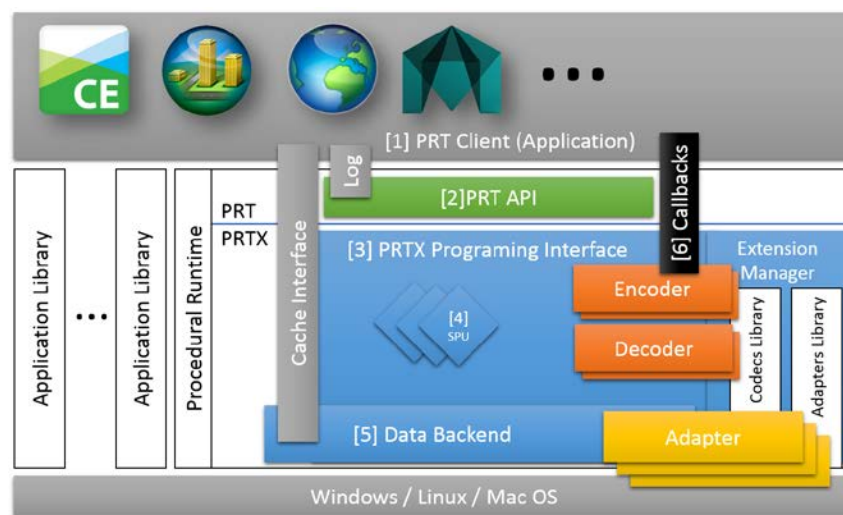 CE
[1] PRT Client (Application)
Application Library
Application Library
Procedural Runtime
PRT
PRTX
Cache Interface
Log
[2]PRT API
[3] PRTX Programing Interface
[6] Callbacks
Extension
Manager
[4]
SPU
Encoder
Decoder
Codecs Library
Adapters Library
[5] Data Backend
Adapter
Windows / Linux / Mac OS